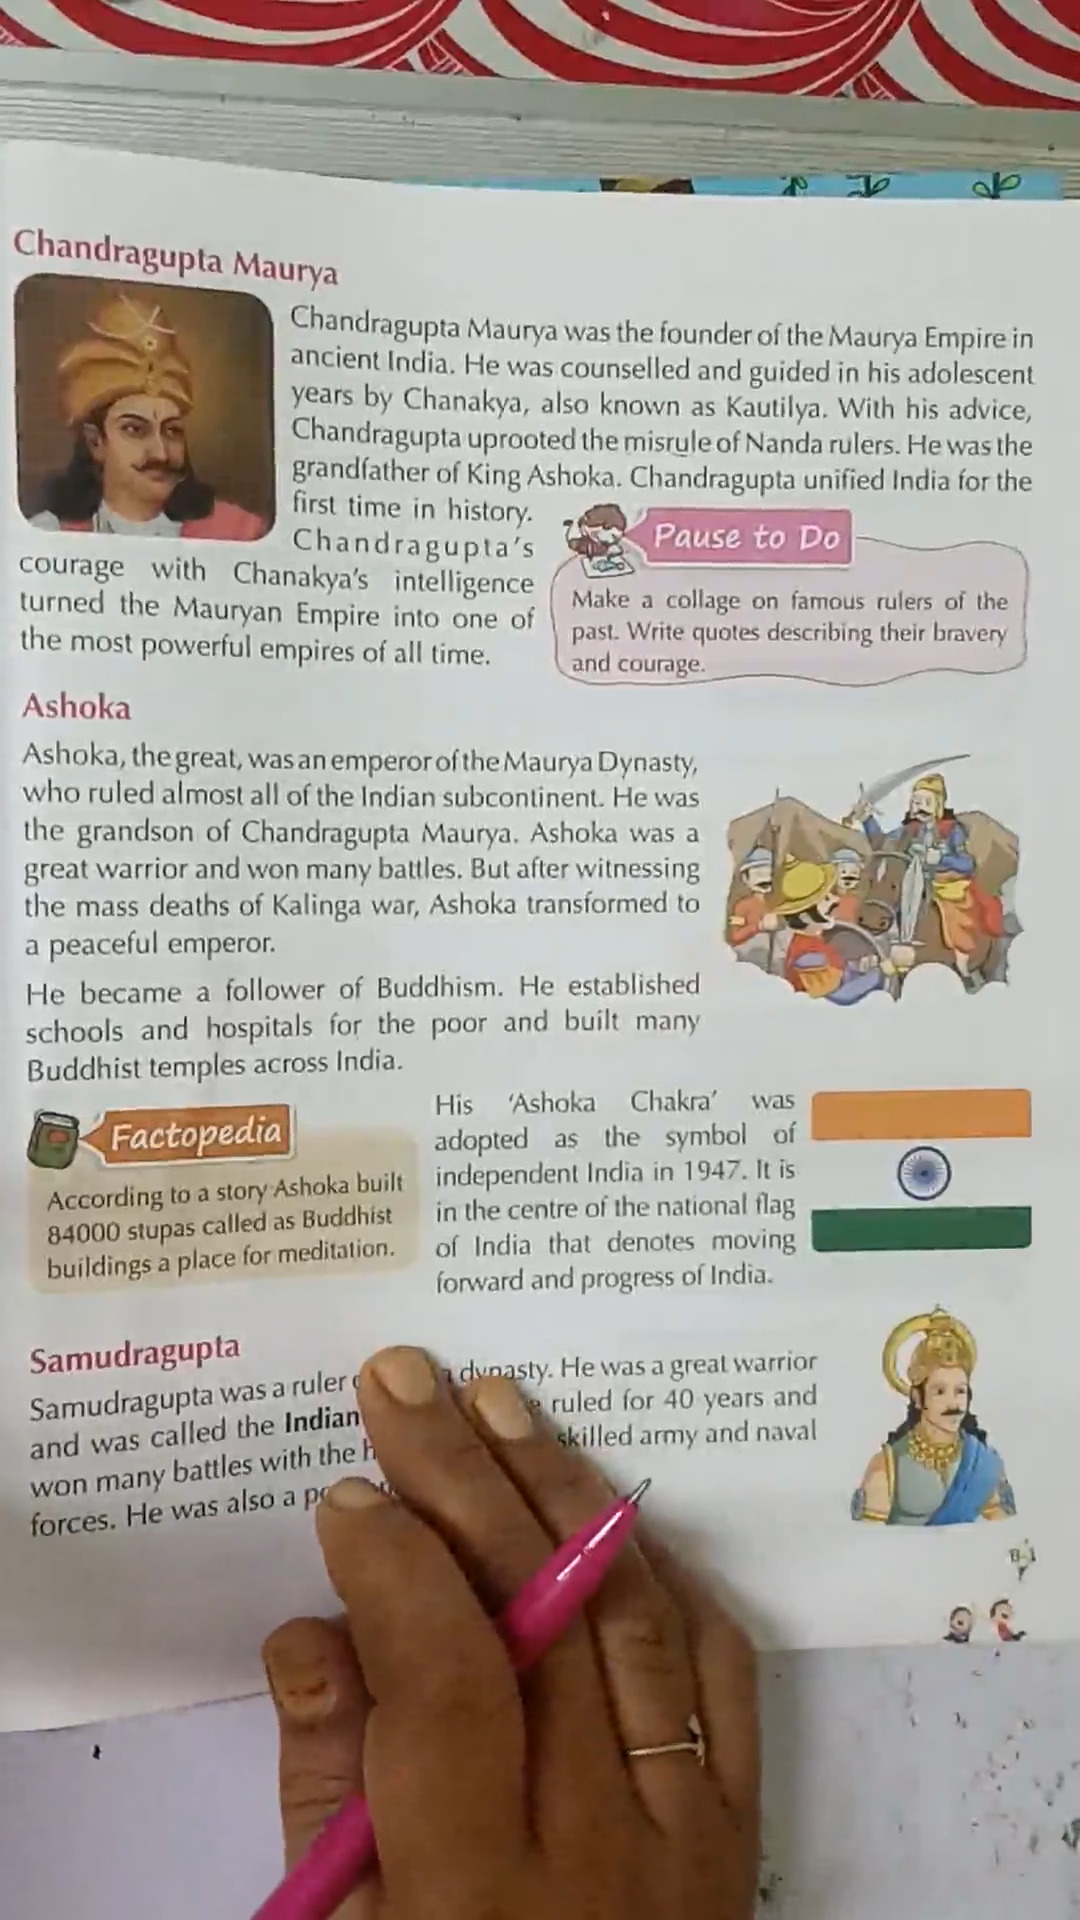 Chandragupta Maurya
Chandragupta Maurya was the founder of the Maurya Empire in
ancient India. He was counselled and guided in his adolescent
years by Chanakya, also known as Kautilya. With his advice,
Chandragupta uprooted the misrule of Nanda rulers. He was the
grandfather of King Ashoka. Chandragupta unified India for the
first time in history.
Chandragupta's
courage with Chanakya's intelligence
turned the Mauryan Empire into one of
the most powerful empires of all time.
Pause to Do
Make a collage on famous rulers of the
past. Write quotes describing their bravery
and courage.
Ashoka
Ashoka, the great, was an emperor of the Maurya Dynasty,
who ruled almost all of the Indian subcontinent. He was
the grandson of Chandragupta Maurya. Ashoka was a
great warrior and won many battles. But after witnessing
the mass deaths of Kalinga war, Ashoka transformed to
a peaceful emperor.
He became a follower of Buddhism. He established
schools and hospitals for the poor and built many
Buddhist temples across India.
Factopedia
According to a story Ashoka built
84000 stupas called as Buddhist
buildings a place for meditation.
His 'Ashoka Chakra' was
adopted as the symbol of
independent India in 1947. It is
in the centre of the national flag
of India that denotes moving
forward and progress of India.
Samudragupta
Samudragupta was a ruler dynasty. He was a great warrior
and was called the Indian ruled for 40 years and
won many battles with the skilled army and naval
forces. He was also a